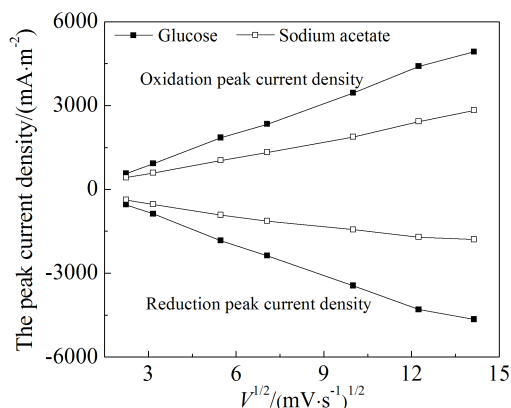 The peak current density/(mA·m⁻²)
6000
3000
0
-3000
-6000
Glucose
Sodium acetate
Oxidation peak current density
Reduction peak current density
3
6
9
12
15
V^1/2/(mV·s⁻¹)^1/2